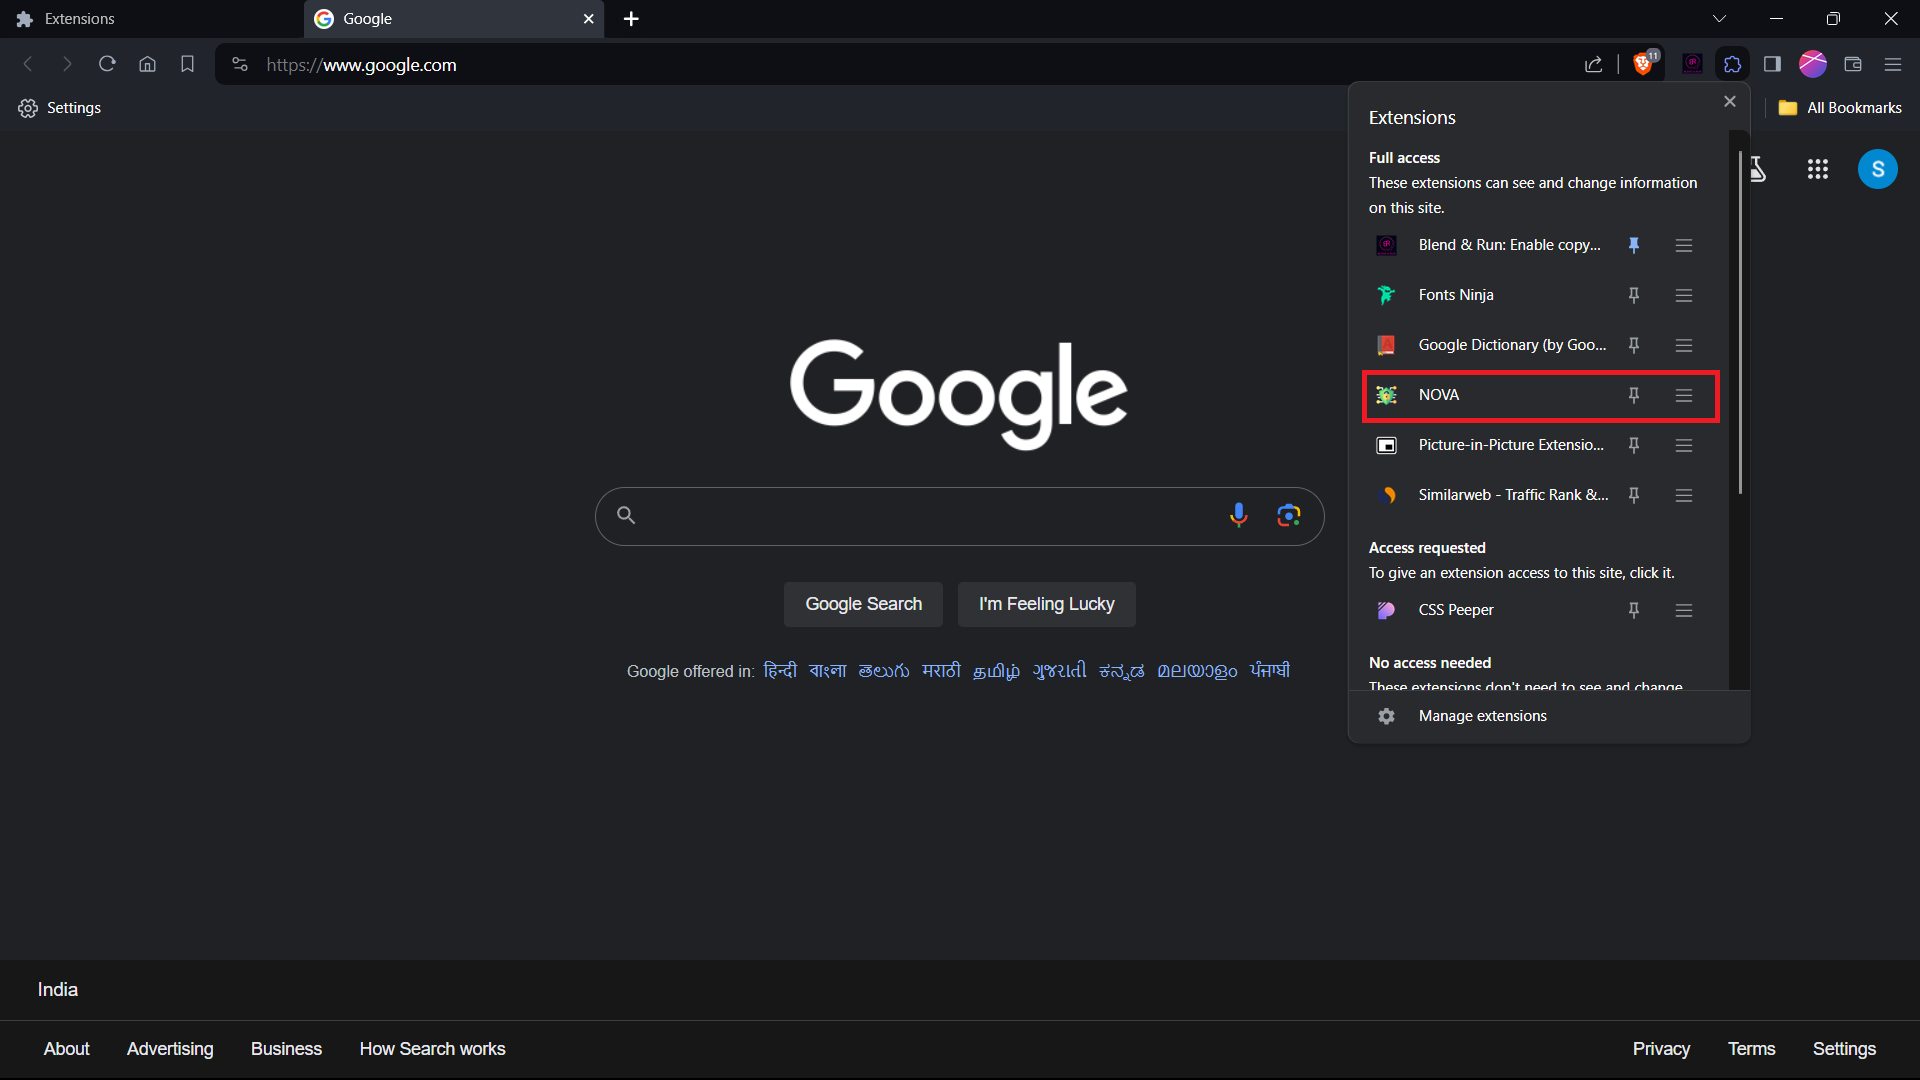 Extensions
Google
https://www.google.com
11
Settings
All Bookmarks
Extensions
Full access
These extensions can see and change information
on this site.
Blend & Run: Enable copy...
Fonts Ninja
Google Dictionary (by Goo...
NOVA
Picture-in-Picture Extensio...
Similarweb - Traffic Rank &...
Access requested
To give an extension access to this site, click it.
CSS Peeper
No access needed
These extensions don't need to see and change
Manage extensions
S
Google
Google Search
I'm Feeling Lucky
Google offered in: हिन्दी বাংলা తెలుగు मराठी தமிழ் ગુજરાતી ಕನ್ನಡ മലയാളം ਪੰਜਾਬੀ
India
About Advertising Business How Search works
Privacy Terms Settings